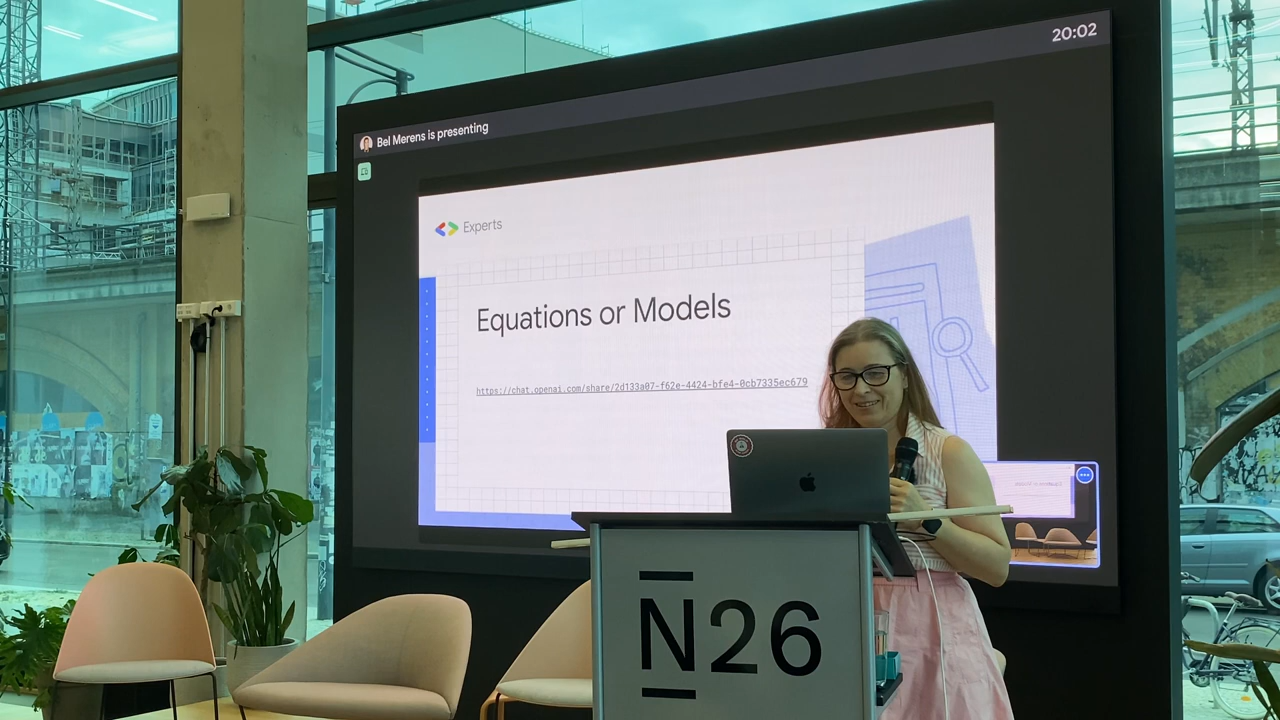 20:02
Bel Merens is presenting
Experts
Equations or Models
https://chat.openai.com/share/2d133a07-f62e-4424-bfe4-0cb7335ec679
N26